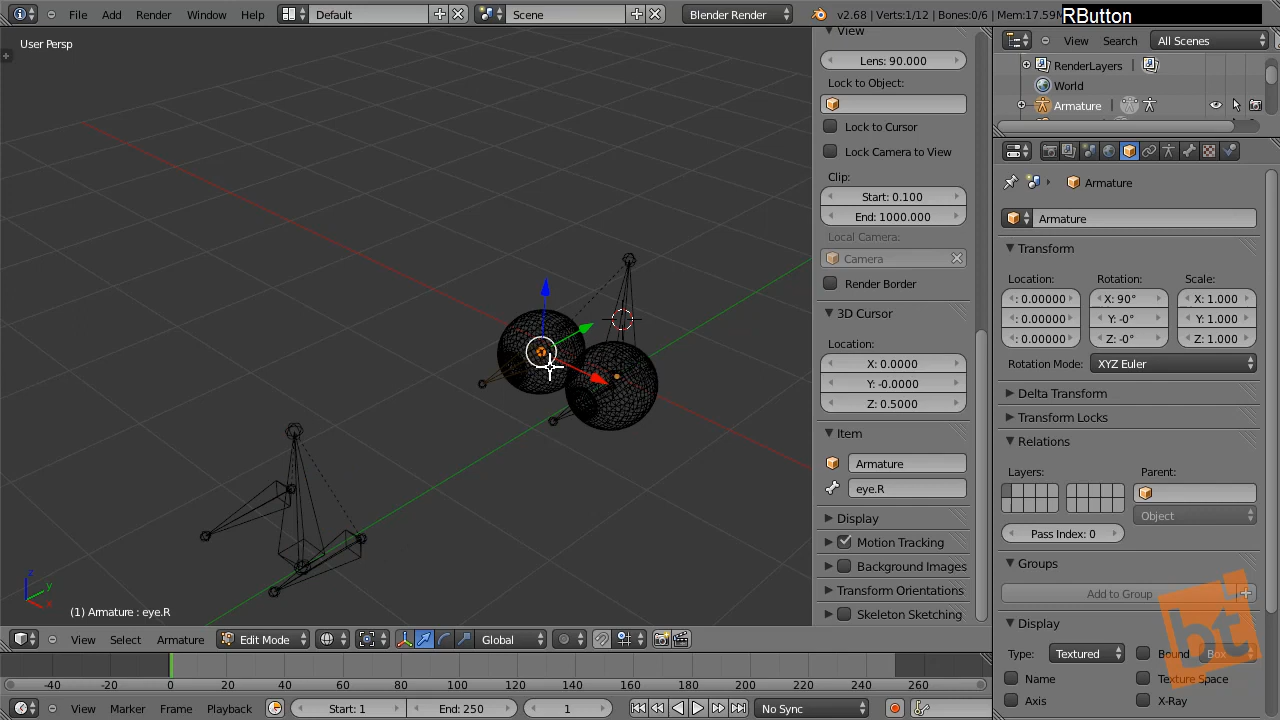 File Add Render Window Help Default Scene Blender Render v2.68 | Verts:1/12 | Bones:0/6 | Mem:17.59M
RButton
User Persp
View
Lens: 90.000
Lock to Object:
Lock to Cursor
Lock Camera to View
Clip:
Start: 0.100
End: 1000.000
Local Camera:
Camera
Render Border
3D Cursor
Location:
X: 0.0000
Y: -0.0000
Z: 0.5000
Item
Armature
eye.R
Display
Motion Tracking
Background Images
Transform Orientations
Skeleton Sketching
View Search All Scenes
RenderLayers
World
Armature
Armature
Armature
Transform
Location: Rotation: Scale:
: 0.00000 X: 90° X: 1.000
: 0.00000 Y: -0° Y: 1.000
: 0.00000 Z: -0° Z: 1.000
Rotation Mode: XYZ Euler
Delta Transform
Transform Locks
Relations
Layers: Parent:
Object
Pass Index: 0
Groups
Add to Group
Display
Type: Textured Bound Box
Name Texture Space
Axis X-Ray
bt
z
y
x
(1) Armature : eye.R
View Select Armature Edit Mode Global
-40 -20 0 20 40 60 80 100 120 140 160 180 200 220 240 260
View Marker Frame Playback Start: 1 End: 250 1 No Sync